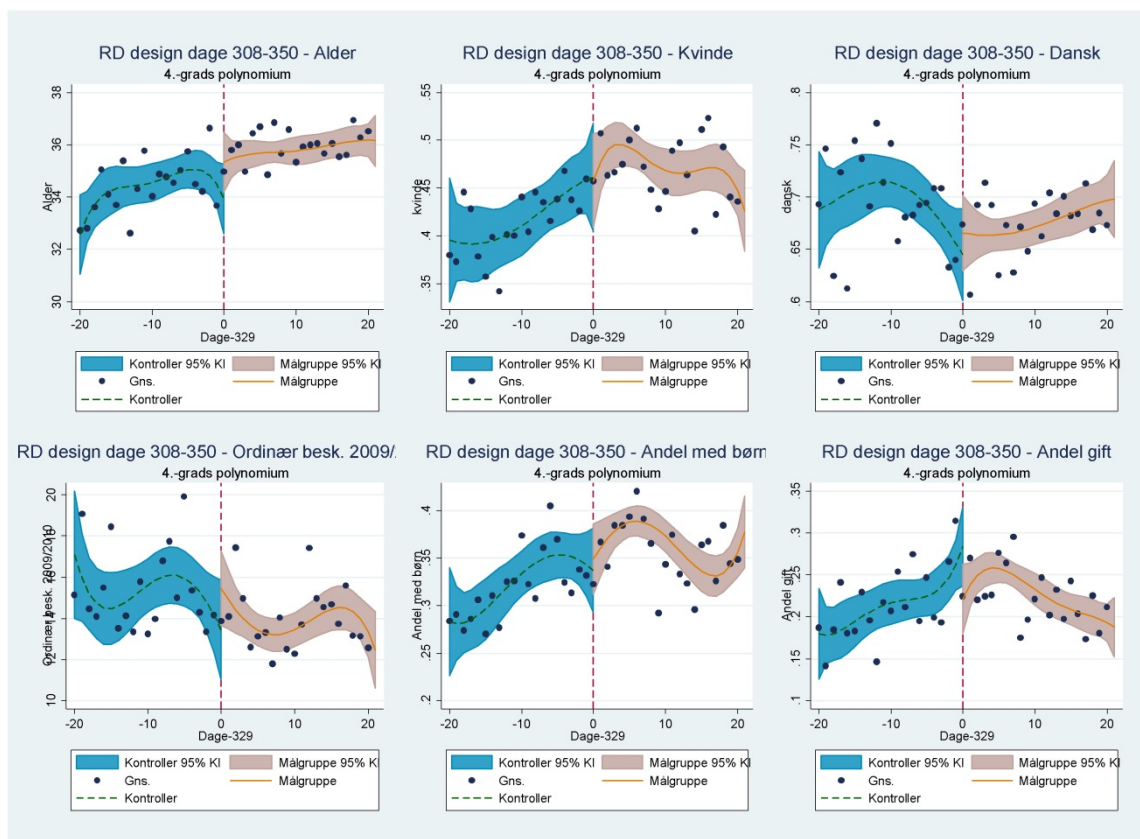 RD design dage 308-350 - Alder
4.-grads polynomium
Alder
38
36
34
32
30
-20
-10
0
10
20
Dage-329
Kontroller 95% KI
Målgruppe 95% KI
Gns.
Målgruppe
Kontroller
RD design dage 308-350 - Kvinde
4.-grads polynomium
kvinde
.55
.5
.45
.4
.35
-20
-10
0
10
20
Dage-329
Kontroller 95% KI
Målgruppe 95% KI
Gns.
Målgruppe
Kontroller
RD design dage 308-350 - Dansk
4.-grads polynomium
dansk
.8
.75
.7
.65
.6
-20
-10
0
10
20
Dage-329
Kontroller 95% KI
Målgruppe 95% KI
Gns.
Målgruppe
Kontroller
RD design dage 308-350 - Ordinær besk. 2009/
4.-grads polynomium
Ordinær besk. 2009/2010
20
18
16
14
12
10
-20
-10
0
10
20
Dage-329
Kontroller 95% KI
Målgruppe 95% KI
Gns.
Målgruppe
Kontroller
RD design dage 308-350 - Andel med børn
4.-grads polynomium
Andel med børn
.4
.35
.3
.25
.2
-20
-10
0
10
20
Dage-329
Kontroller 95% KI
Målgruppe 95% KI
Gns.
Målgruppe
Kontroller
RD design dage 308-350 - Andel gift
4.-grads polynomium
Andel gift
.35
.3
.25
.2
.15
.1
-20
-10
0
10
20
Dage-329
Kontroller 95% KI
Målgruppe 95% KI
Gns.
Målgruppe
Kontroller